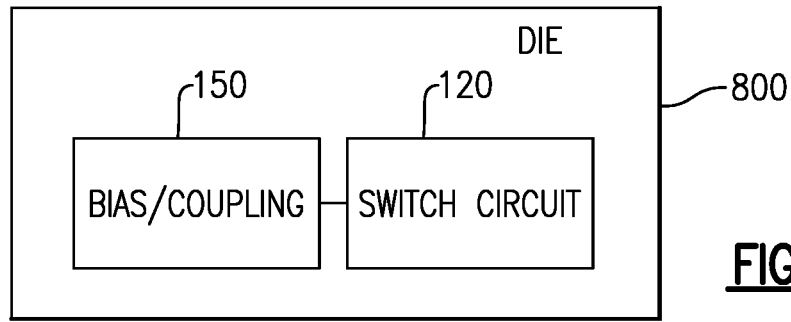 DIE
150
120
800
BIAS/COUPLING
SWITCH CIRCUIT
FIG